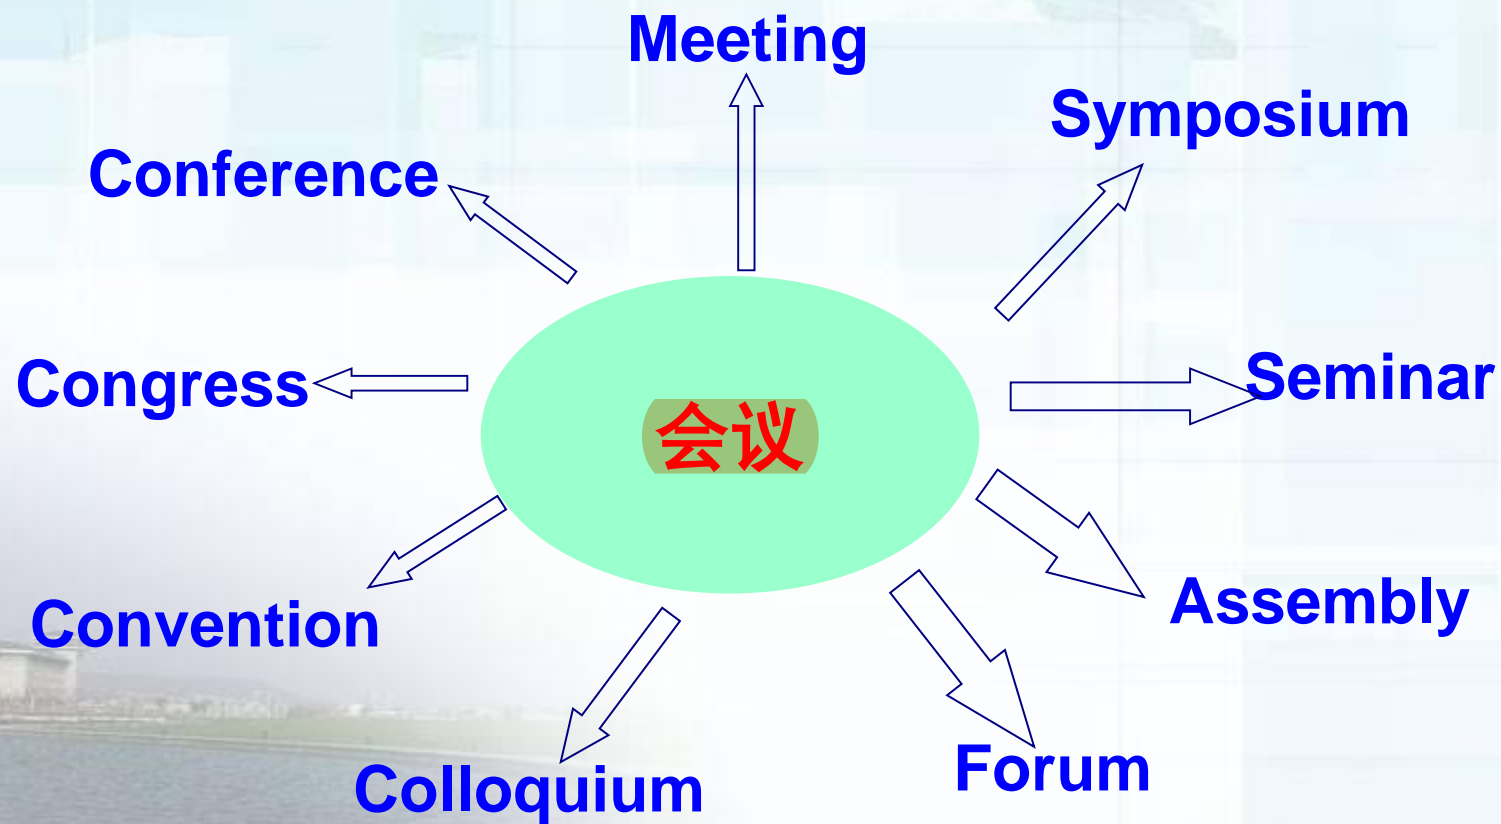 Meeting
Symposium
Conference
Congress
Seminar
会议
Convention
Assembly
Colloquium
Forum